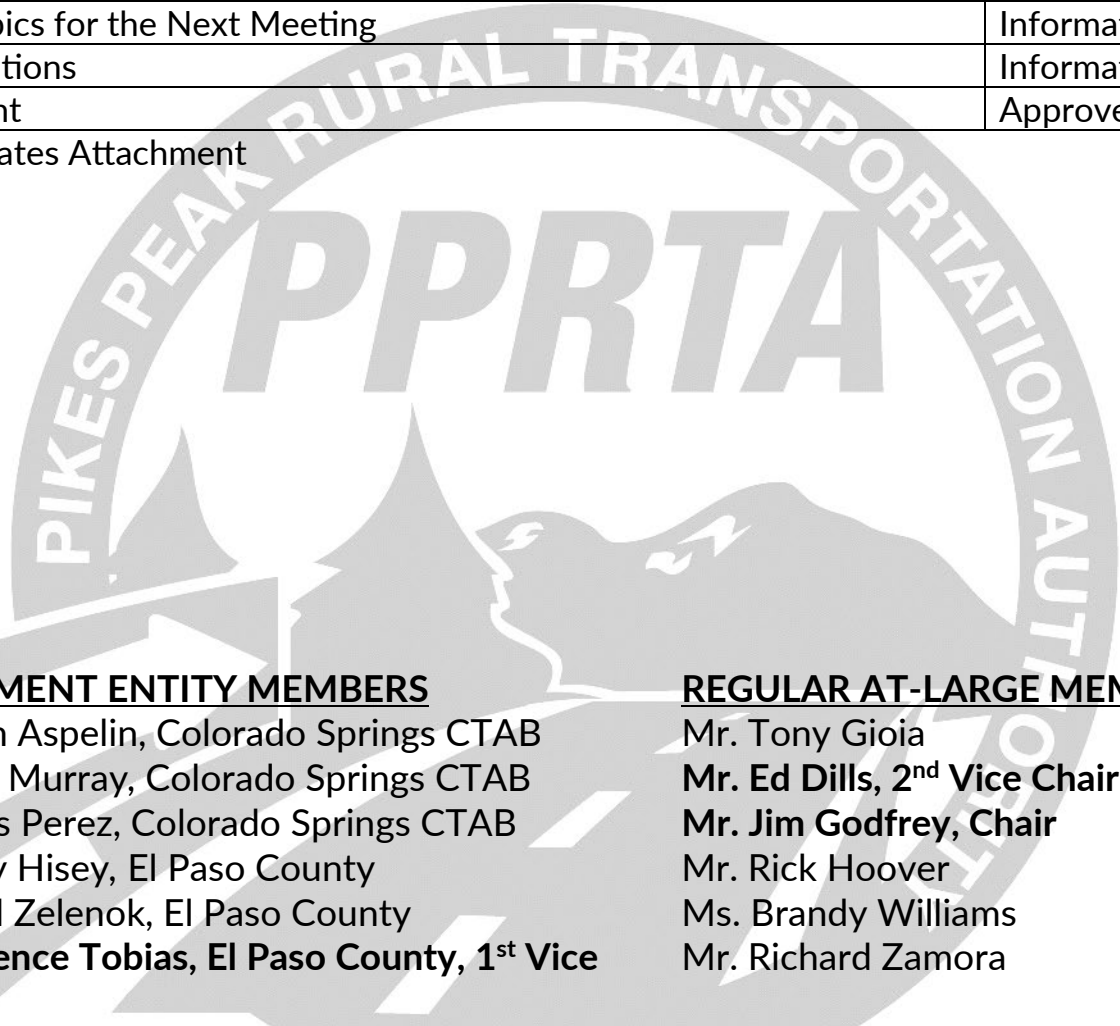 pics for the Next Meeting
Informa
tions
Informa
nt
Approve
ates Attachment
PIKES PEAK RURAL TRANSPORTATION AUTHORITY
PPRTA
MENT ENTITY MEMBERS
n Aspelin, Colorado Springs CTAB
Murray, Colorado Springs CTAB
s Perez, Colorado Springs CTAB
y Hisey, El Paso County
l Zelenok, El Paso County
ence Tobias, El Paso County, 1st Vice
REGULAR AT-LARGE MEM
Mr. Tony Gioia
Mr. Ed Dills, 2nd Vice Chair
Mr. Jim Godfrey, Chair
Mr. Rick Hoover
Ms. Brandy Williams
Mr. Richard Zamora